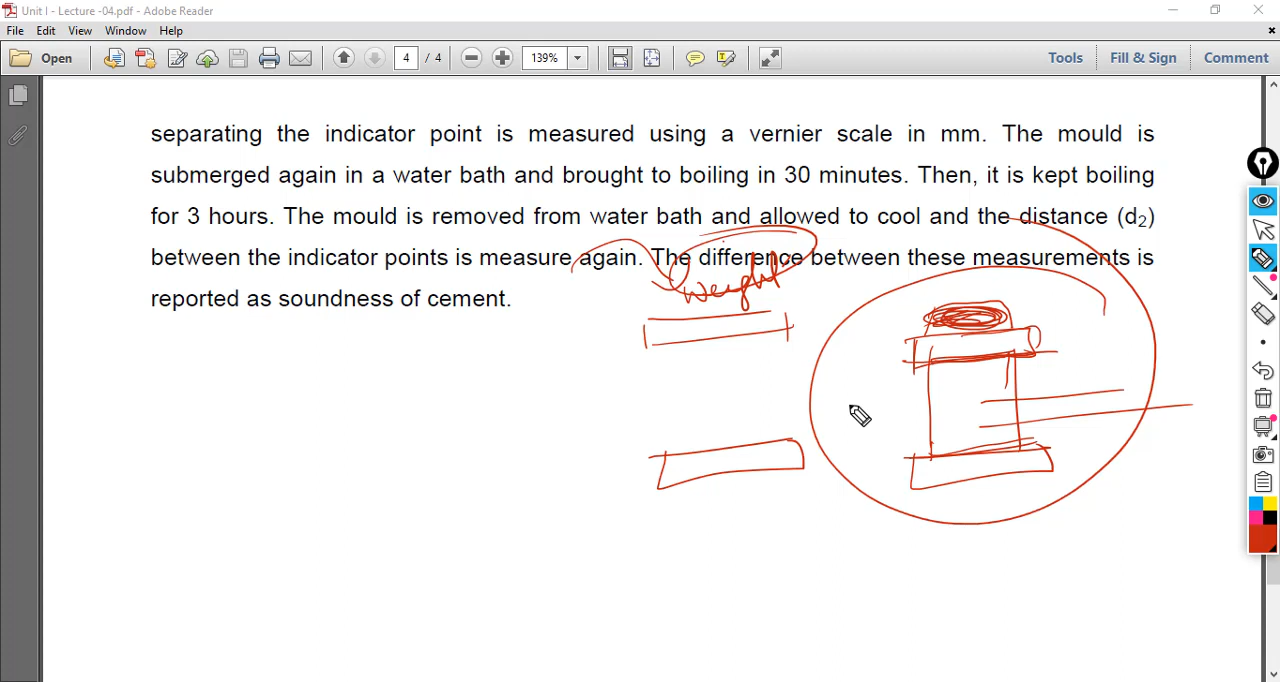 Unit I - Lecture -04.pdf - Adobe Reader
File Edit View Window Help
Open 4 / 4 139% Tools Fill & Sign Comment
separating the indicator point is measured using a vernier scale in mm. The mould is
submerged again in a water bath and brought to boiling in 30 minutes. Then, it is kept boiling
for 3 hours. The mould is removed from water bath and allowed to cool and the distance (d₂)
between the indicator points is measure again. The difference between these measurements is
weight
reported as soundness of cement.